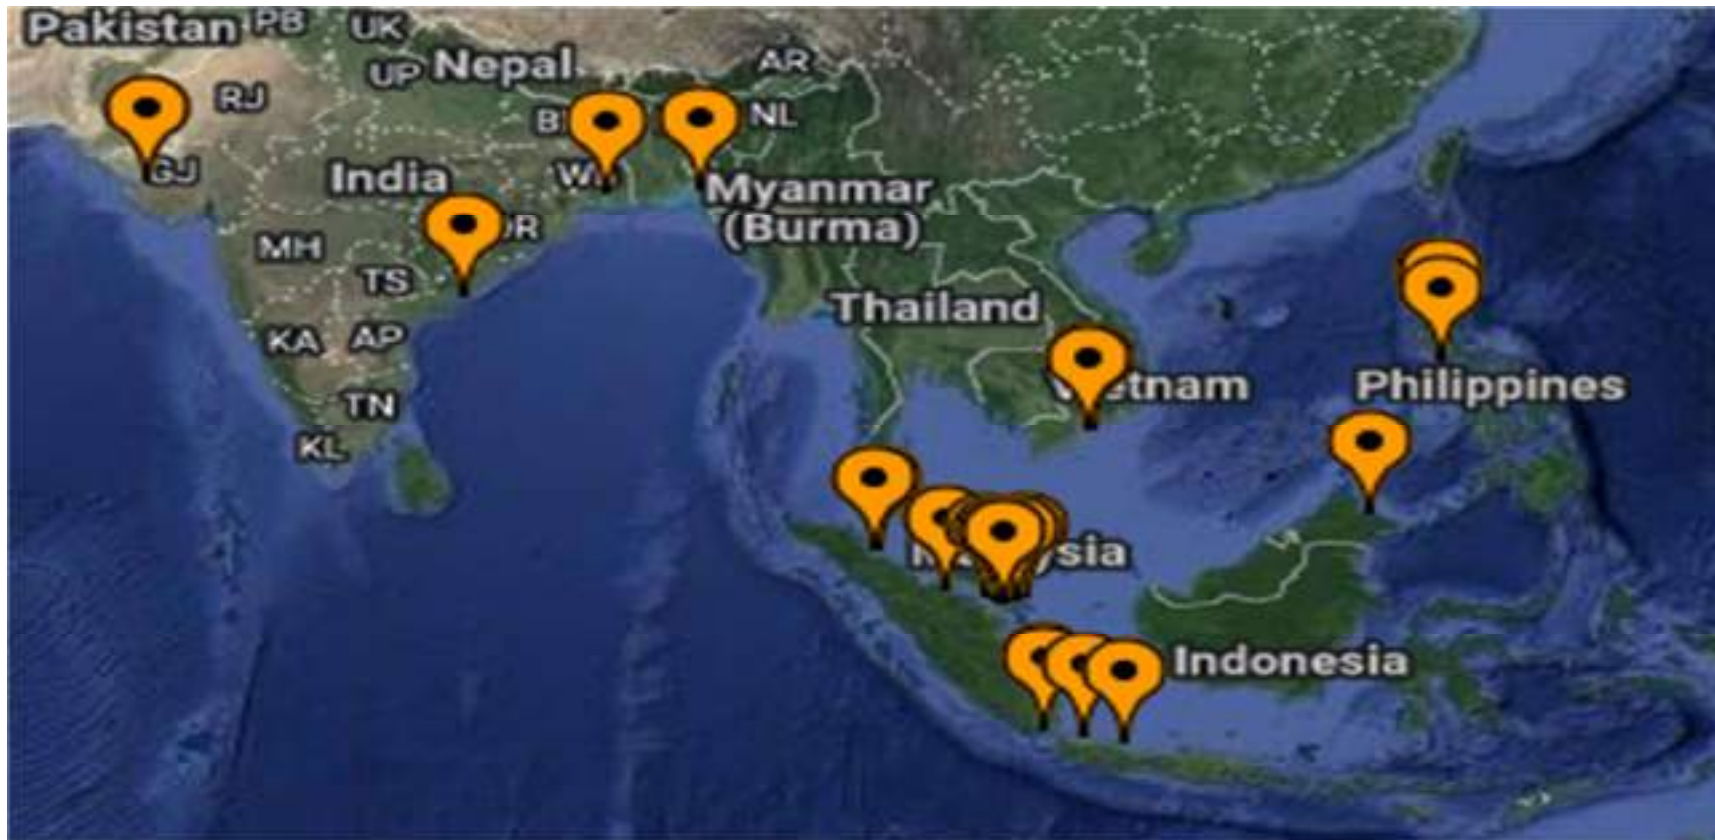 Pakistan
PB
UK
UP
Nepal
AR
RJ
NL
GJ
India
Myanmar
(Burma)
MH
TS
Thailand
KA
AP
TN
KL
Philippines
Indonesia